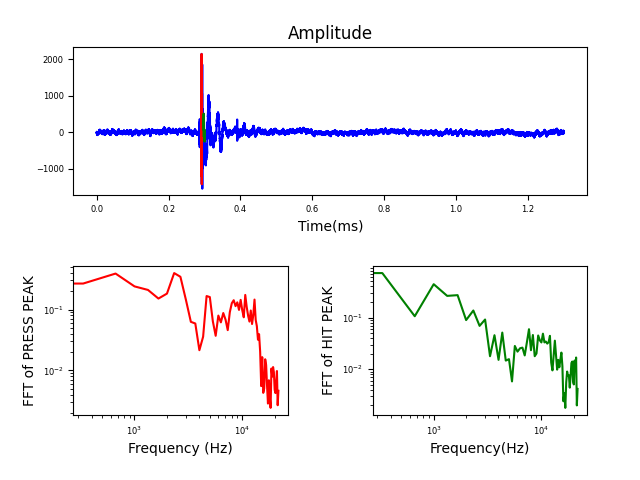 Amplitude
2000
1000
0
−1000
0.0 0.2 0.4 0.6 0.8 1.0 1.2
Time(ms)
FFT of PRESS PEAK
10⁻¹
10⁻²
10³ 10⁴
Frequency (Hz)
FFT of HIT PEAK
10⁻¹
10⁻²
10³ 10⁴
Frequency(Hz)